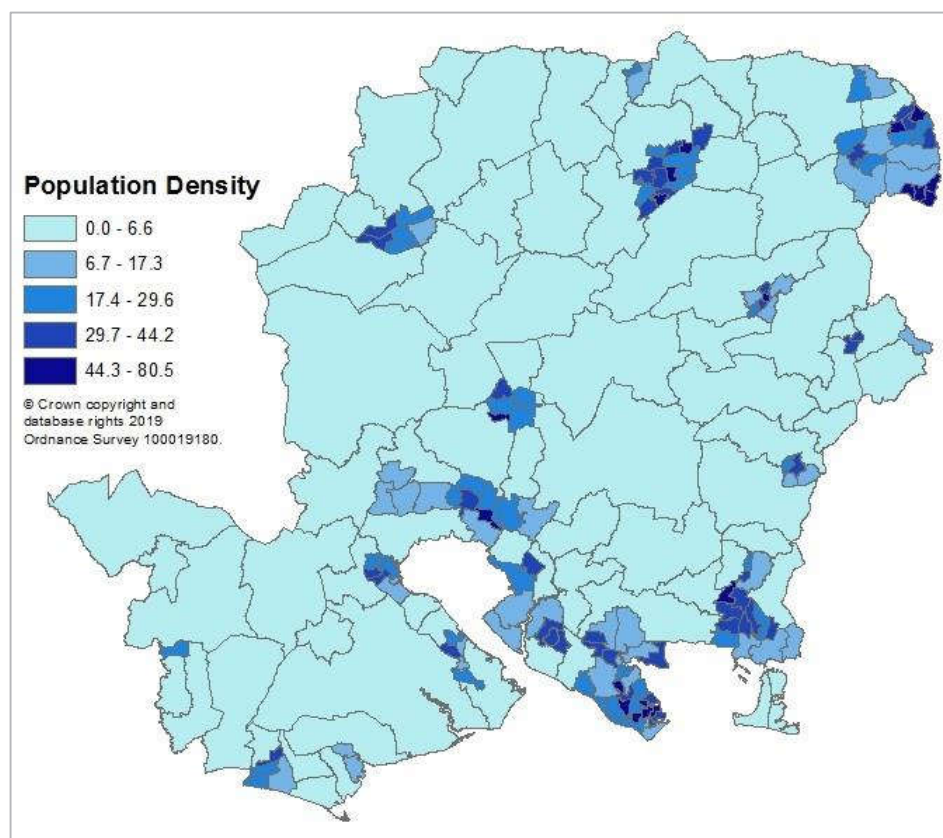 Population Density
0.0 - 6.6
6.7 - 17.3
17.4 - 29.6
29.7 - 44.2
44.3 - 80.5
© Crown copyright and
database rights 2019
Ordnance Survey 100019180.